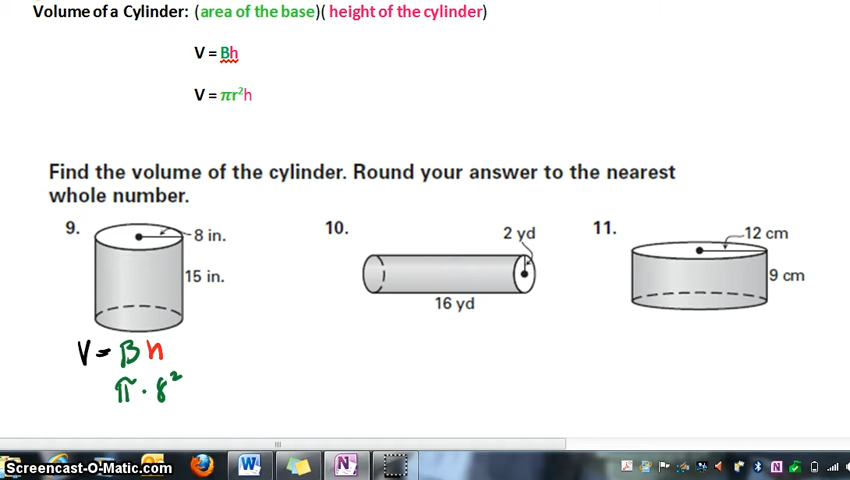 Volume of a Cylinder: (area of the base)( height of the cylinder)
V = Bh
V = πr²h
Find the volume of the cylinder. Round your answer to the nearest
whole number.
9.
8 in.
15 in.
10.
2 yd
16 yd
11.
12 cm
9 cm
V = B h
π · 8²
Screencast-O-Matic.com